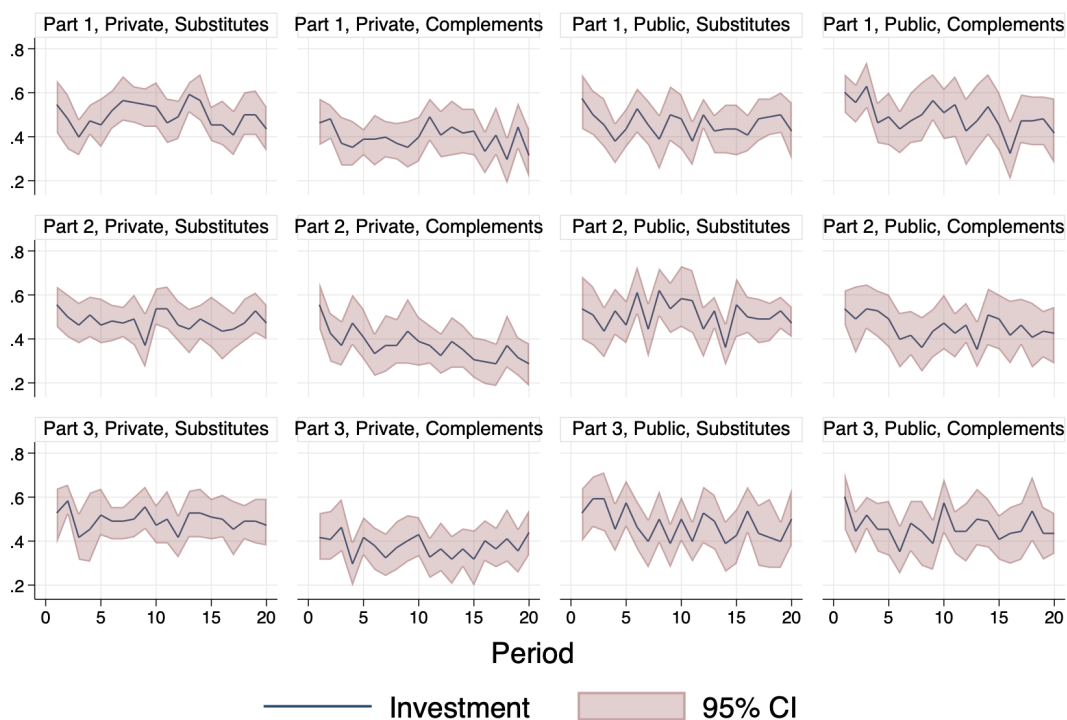 Part 1, Private, Substitutes Part 1, Private, Complements Part 1, Public, Substitutes Part 1, Public, Complements
.8
.6
.4
.2
Part 2, Private, Substitutes Part 2, Private, Complements Part 2, Public, Substitutes Part 2, Public, Complements
.8
.6
.4
.2
Part 3, Private, Substitutes Part 3, Private, Complements Part 3, Public, Substitutes Part 3, Public, Complements
.8
.6
.4
.2
0 5 10 15 20 0 5 10 15 20 0 5 10 15 20 0 5 10 15 20
Period
Investment 95% CI